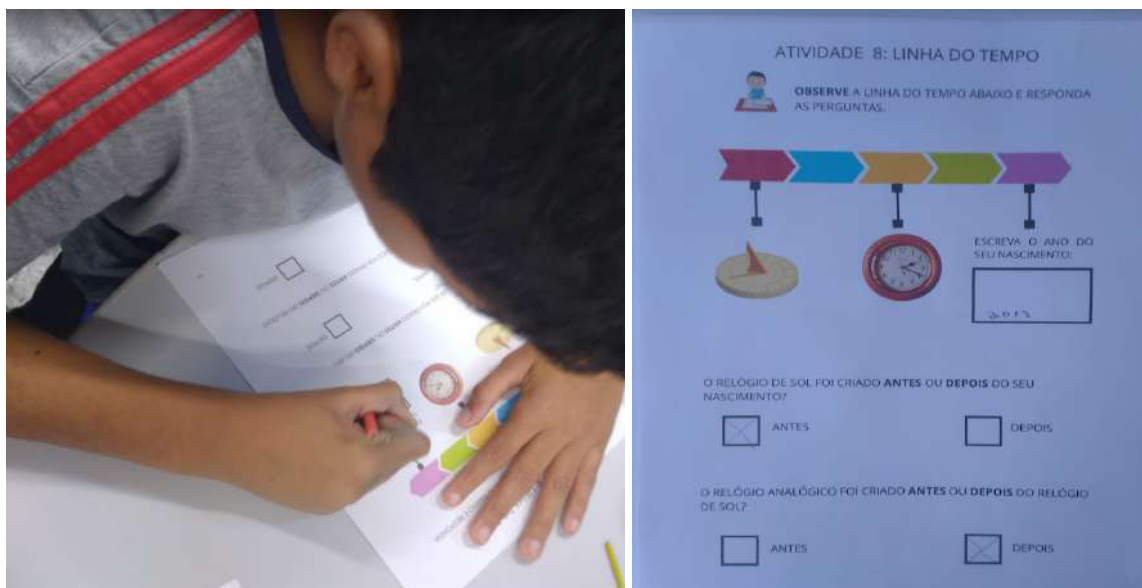 ATIVIDADE 8: LINHA DO TEMPO
OBSERVE A LINHA DO TEMPO ABAIXO E RESPONDA
AS PERGUNTAS.
ESCREVA O ANO DO
SEU NASCIMENTO:
2012
O RELÓGIO DE SOL FOI CRIADO ANTES OU DEPOIS DO SEU
NASCIMENTO?
ANTES
DEPOIS
O RELÓGIO ANALÓGICO FOI CRIADO ANTES OU DEPOIS DO RELÓGIO
DE SOL?
ANTES
DEPOIS